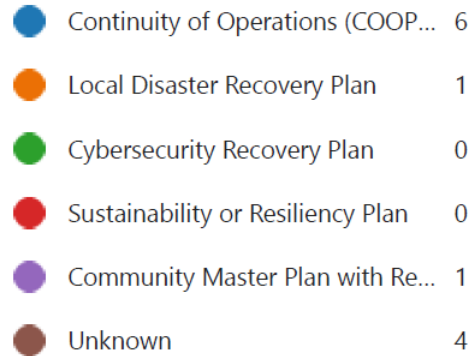 Continuity of Operations (COOP... 6
Local Disaster Recovery Plan 1
Cybersecurity Recovery Plan 0
Sustainability or Resiliency Plan 0
Community Master Plan with Re... 1
Unknown 4